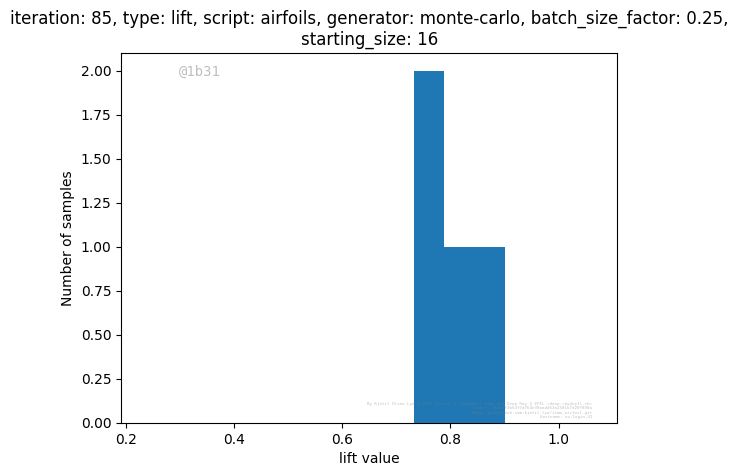 iteration: 85, type: lift, script: airfoils, generator: monte-carlo, batch_size_factor: 0.25,
starting_size: 16
@1b31
2.00
1.75
1.50
1.25
1.00
0.75
0.50
0.25
0.00
Number of samples
0.2 0.4 0.6 0.8 1.0
lift value